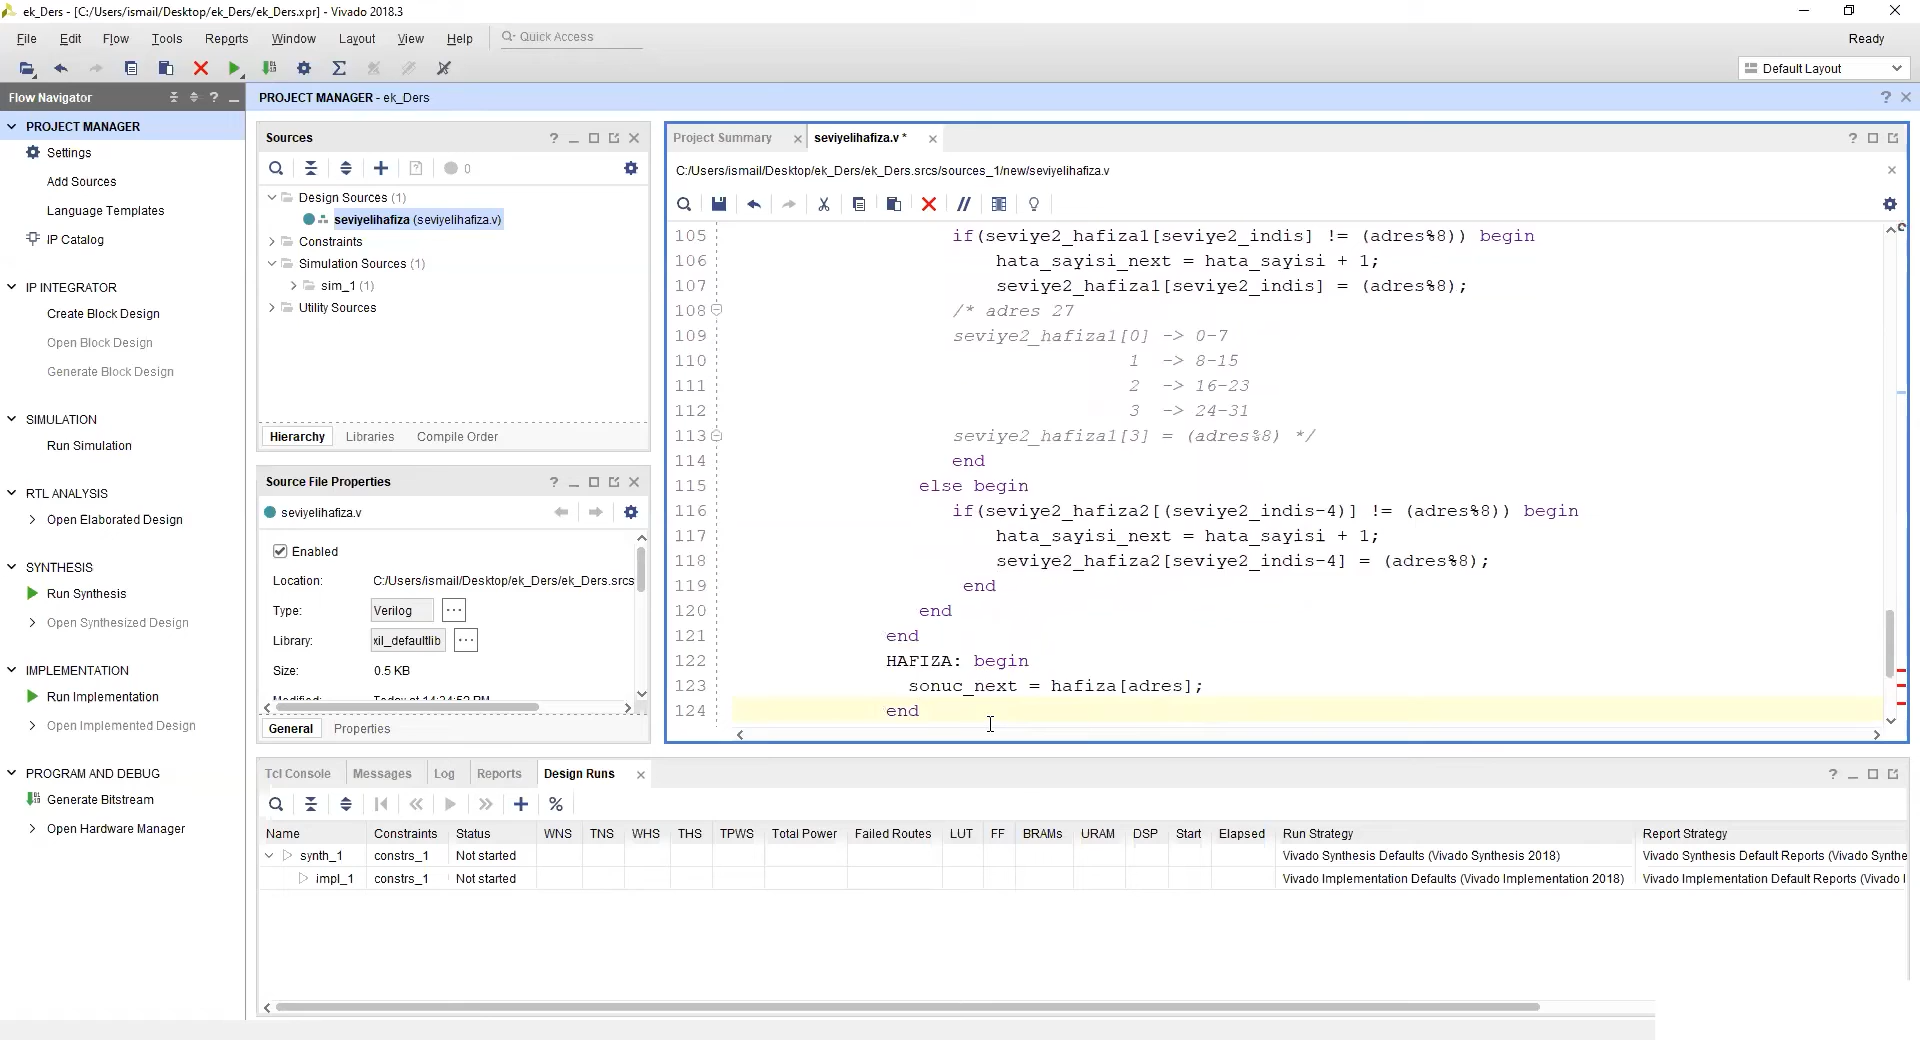 ek_Ders - [C:/Users/ismail/Desktop/ek_Ders/ek_Ders.xpr] - Vivado 2018.3
File Edit Flow Tools Reports Window Layout View Help Quick Access
Ready
Default Layout
Flow Navigator
PROJECT MANAGER
Settings
Add Sources
Language Templates
IP Catalog
IP INTEGRATOR
Create Block Design
Open Block Design
Generate Block Design
SIMULATION
Run Simulation
RTL ANALYSIS
Open Elaborated Design
SYNTHESIS
Run Synthesis
Open Synthesized Design
IMPLEMENTATION
Run Implementation
Open Implemented Design
PROGRAM AND DEBUG
Generate Bitstream
Open Hardware Manager
PROJECT MANAGER - ek_Ders
Sources
0
Design Sources (1)
seviyelihafiza (seviyelihafiza.v)
Constraints
Simulation Sources (1)
sim_1 (1)
Utility Sources
Hierarchy Libraries Compile Order
Source File Properties
seviyelihafiza.v
Enabled
Location: C:/Users/ismail/Desktop/ek_Ders/ek_Ders.srcs
Type: Verilog
Library: xil_defaultlib
Size: 0.5 KB
General Properties
Project Summary seviyelihafiza.v *
C:/Users/ismail/Desktop/ek_Ders/ek_Ders.srcs/sources_1/new/seviyelihafiza.v
105 if(seviye2_hafiza1[seviye2_indis] != (adres%8)) begin
106 hata_sayisi_next = hata_sayisi + 1;
107 seviye2_hafiza1[seviye2_indis] = (adres%8);
108 /* adres 27
109 seviye2_hafiza1[0] -> 0-7
110 1 -> 8-15
111 2 -> 16-23
112 3 -> 24-31
113 seviye2_hafiza1[3] = (adres%8) */
114 end
115 else begin
116 if(seviye2_hafiza2[(seviye2_indis-4)] != (adres%8)) begin
117 hata_sayisi_next = hata_sayisi + 1;
118 seviye2_hafiza2[seviye2_indis-4] = (adres%8);
119 end
120 end
121 end
122 HAFIZA: begin
123 sonuc_next = hafiza[adres];
124 end
Tcl Console Messages Log Reports Design Runs
Name Constraints Status WNS TNS WHS THS TPWS Total Power Failed Routes LUT FF BRAMs URAM DSP Start Elapsed Run Strategy Report Strategy
synth_1 constrs_1 Not started Vivado Synthesis Defaults (Vivado Synthesis 2018) Vivado Synthesis Default Reports (Vivado Synthe
impl_1 constrs_1 Not started Vivado Implementation Defaults (Vivado Implementation 2018) Vivado Implementation Default Reports (Vivado I